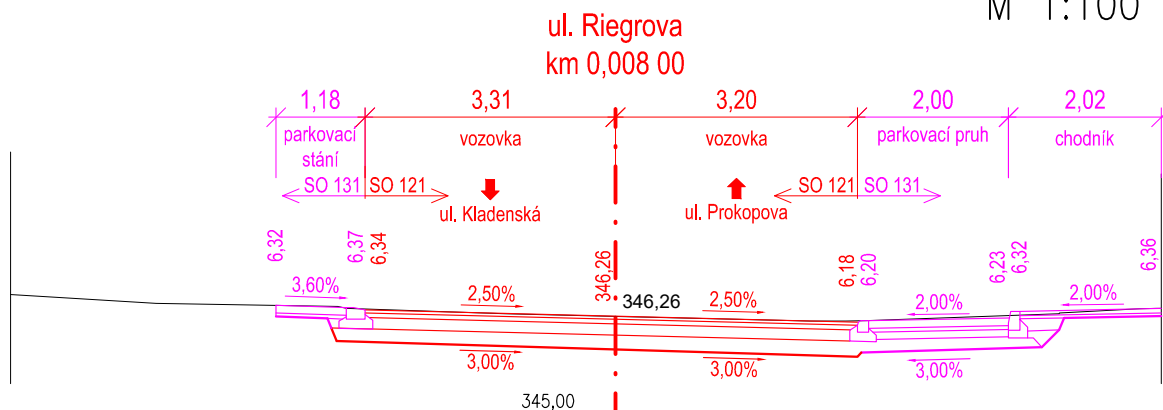 M 1:100
ul. Riegrova
km 0,008 00
1,18 3,31 3,20 2,00 2,02
parkovací stání vozovka vozovka parkovací pruh chodník
SO 131 SO 121 SO 121 SO 131
ul. Kladenská ul. Prokopova
6,32 6,37 6,34 346,26 6,18 6,20 6,23 6,32 6,36
3,60% 2,50% 346,26 2,50% 2,00% 2,00%
3,00% 3,00% 3,00%
345,00